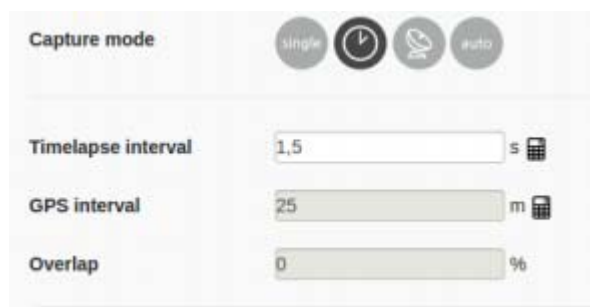 Capture mode single auto
Timelapse interval 1,5 s
GPS interval 25 m
Overlap 0 %